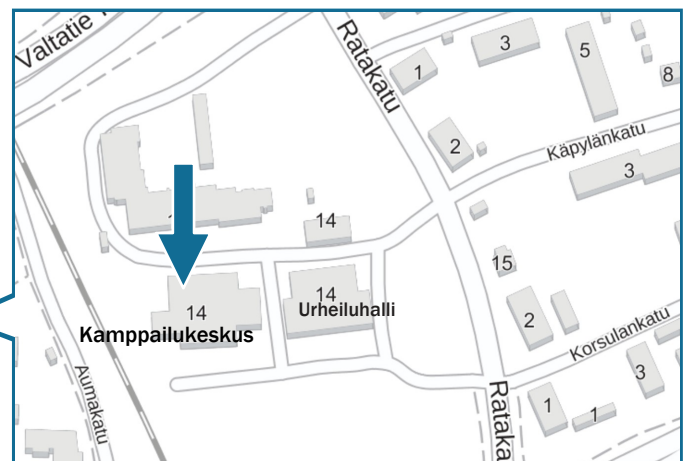 Valtatie
Ratakatu
3
5
1
8
2
Käpylänkatu
3
14
15
14
14
Urheiluhalli
Kamppailukeskus
2
Korsulankatu
3
Aumakatu
Rataka
1
1